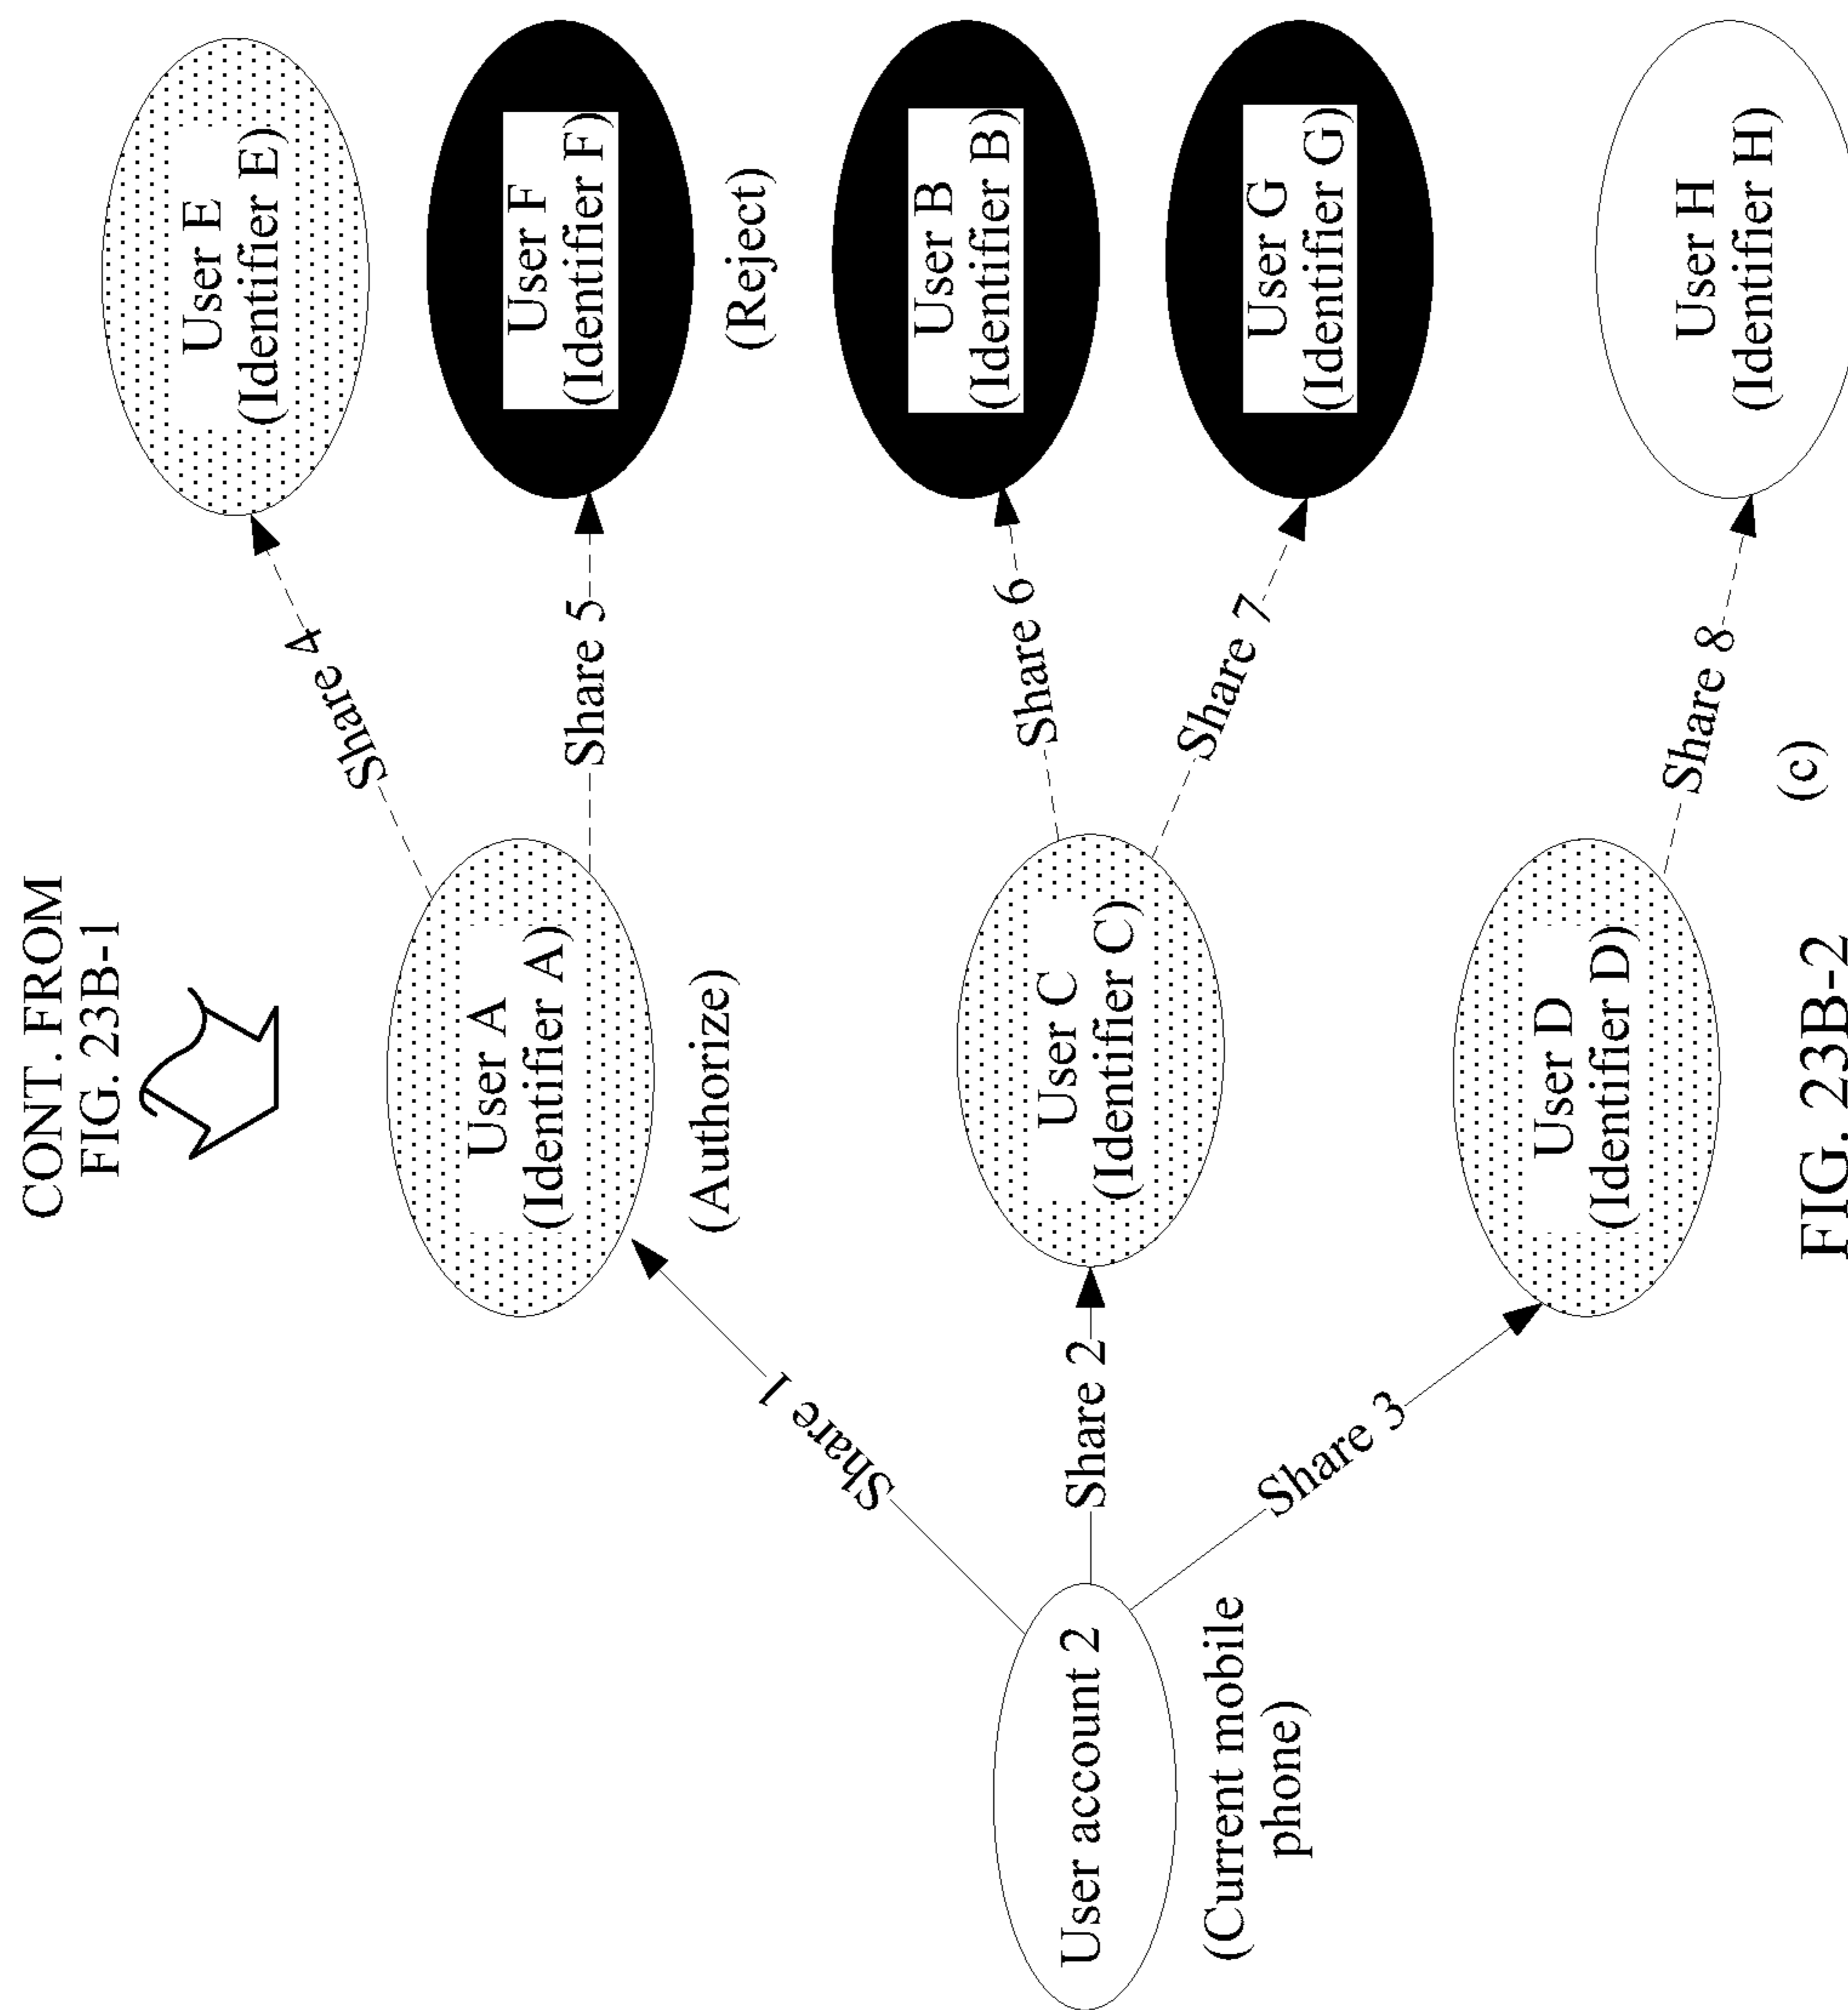 CONT. FROM
FIG. 23B-1
User E
(Identifier E)
Share 4
User A
(Identifier A)
User F
(Identifier F)
Share 5
(Authorize)
(Reject)
Share 1
User B
(Identifier B)
Share 6
User account 2
Share 2
User C
(Identifier C)
(Current mobile
phone)
Share 7
User G
(Identifier G)
Share 3
User D
(Identifier D)
Share 8
User H
(Identifier H)
(c)
FIG. 23B-2